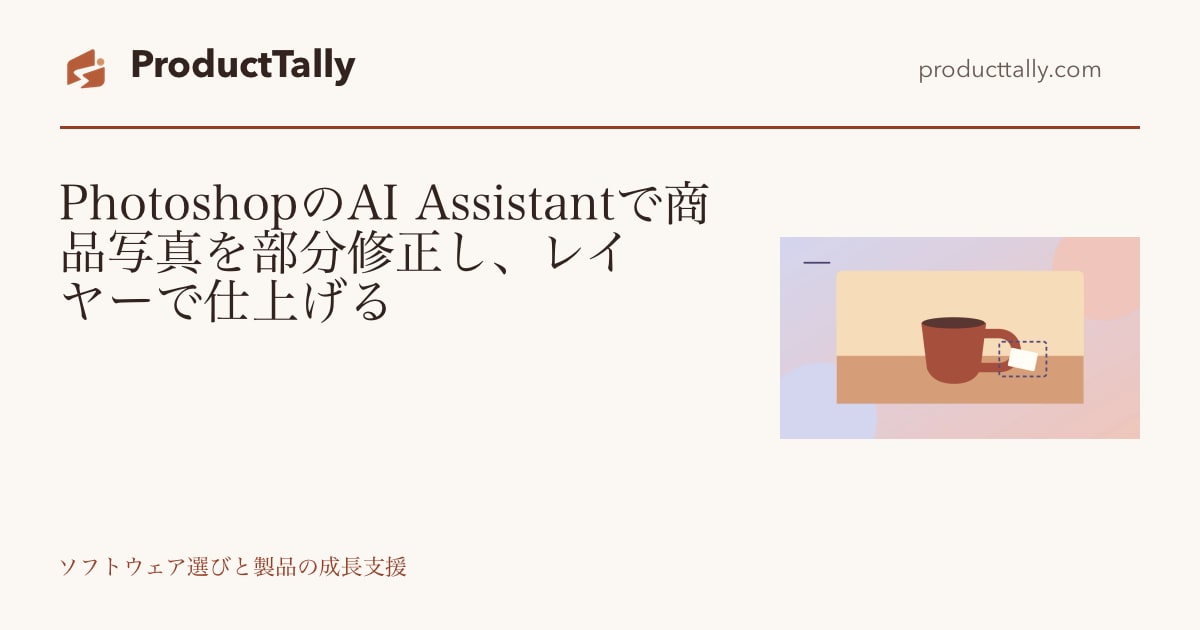 ProductTally
producttally.com
PhotoshopのAI Assistantで商
品写真を部分修正し、レイ
ヤーで仕上げる
ソフトウェア選びと製品の成長支援